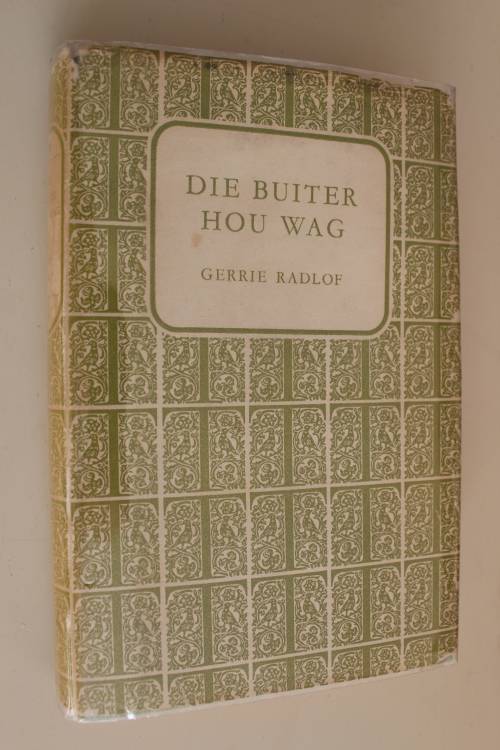 DIE BUITER
HOU WAG
GERRIE RADLOF